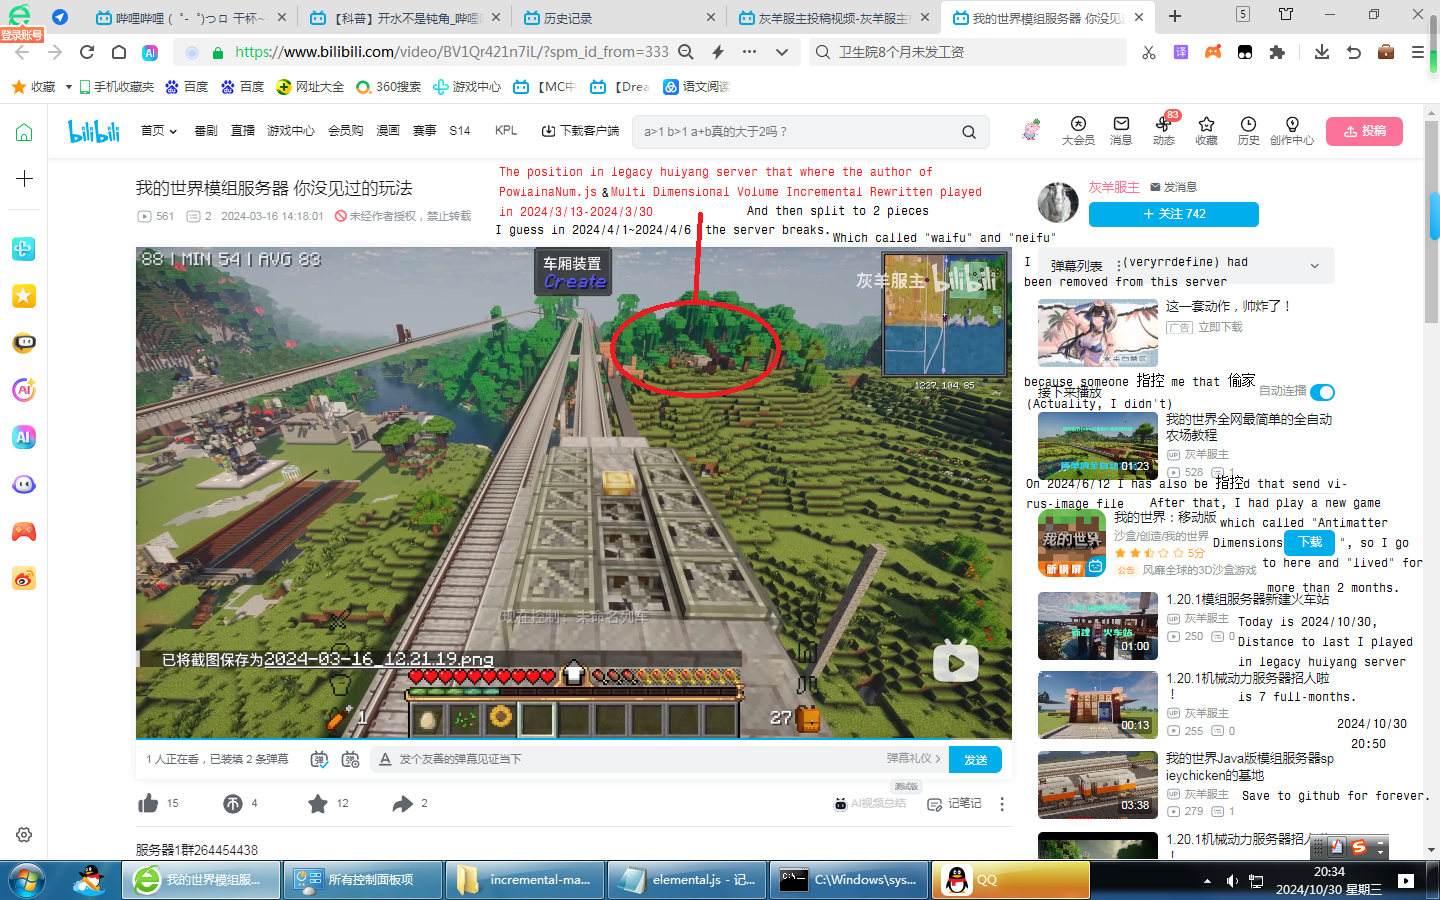 登录账号
哔哩哔哩 (゜-゜)つロ 干杯~
【科普】开水不是钝角_哔哩
历史记录
灰羊服主投稿视频-灰羊服主
我的世界模组服务器 你没见过
5
https://www.bilibili.com/video/BV1Qr421n7iL/?spm_id_from=333
卫生院8个月未发工资
收藏 手机收藏夹 百度 百度 网址大全 360搜索 游戏中心 【MC中 【Drea 语文阅读
bilibili 首页 番剧 直播 游戏中心 会员购 漫画 赛事 S14 KPL 下载客户端
a>1 b>1 a+b真的大于2吗？
大会员 消息 83 动态 收藏 历史 创作中心 投稿
我的世界模组服务器 你没见过的玩法
561 2 2024-03-16 14:18:01 未经作者授权，禁止转载
The position in legacy huiyang server that where the author of
PowiainaNum.js &Multi Dimensional Volume Incremental Rewritten played
in 2024/3/13-2024/3/30
And then split to 2 pieces
I guess in 2024/4/1~2024/4/6 the server breaks.
Which called "waifu" and "neifu"
灰羊服主 发消息
+ 关注 742
弹幕列表
I (veryrrdefine) had
been removed from this server
88 | MIN 54 | AVG 83
车厢装置
Create
灰羊服主 bilibili
1227, 104, 85
现在控制：未命名列车
已将截图保存为2024-03-16_12.21.19.png
1
27
这一套动作，帅炸了！
广告 立即下载
because someone 指控 me that 偷家
接下来播放 自动连播
(Actuality, I didn't)
我的世界全网最简单的全自动
农场教程
灰羊服主
528 1
01:23
On 2024/6/12 I has also be 指控d that send vi-
rus-image file
After that, I had play a new game
which called "Antimatter
Dimensions ", so I go
to here and "lived" for
more than 2 months.
我的世界：移动版
沙盒/创造/我的世界
5分
下载
公告 风靡全球的3D沙盒游戏
我的世界
新横屏
1.20.1模组服务器新建火车站
灰羊服主
250 0
01:00
Today is 2024/10/30,
Distance to last I played
in legacy huiyang server
is 7 full-months.
1.20.1机械动力服务器招人啦
！
灰羊服主
255 0
00:13
2024/10/30
20:50
我的世界Java版模组服务器sp
ieychicken的基地
灰羊服主
279 1
03:38
Save to github for forever.
1.20.1机械动力服务器招人
！
1 人正在看，已装填 2 条弹幕 发个友善的弹幕见证当下 弹幕礼仪 发送
15 4 12 2
测试版
AI视频总结 记笔记
服务器1群264454438
我的世界模组服... 所有控制面板项 incremental-ma... elemental.js - 记... C:\Windows\sys... QQ
20:34
2024/10/30 星期三